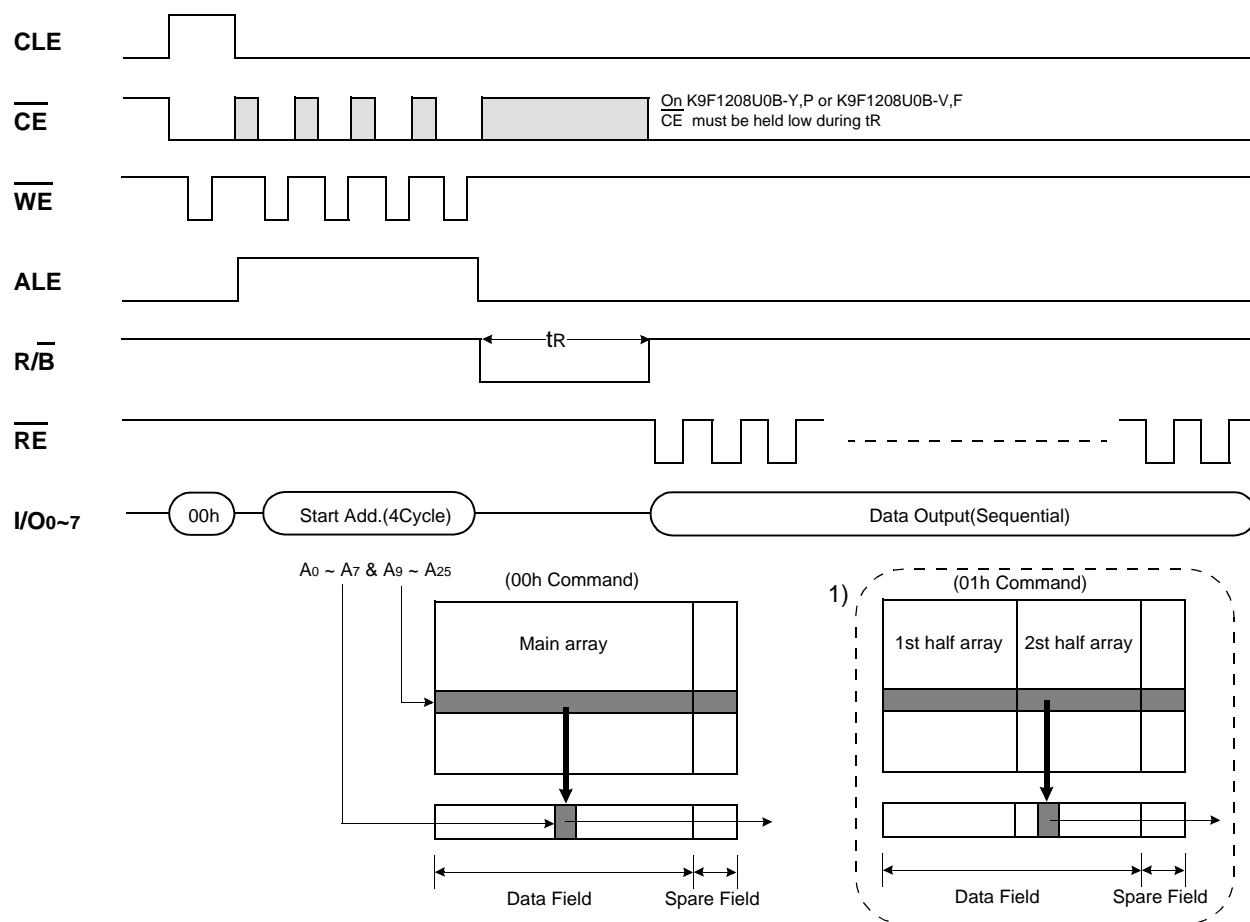 CLE
CE
On K9F1208U0B-Y,P or K9F1208U0B-V,F
CE must be held low during tR
WE
ALE
R/B
tR
RE
I/O0~7
00h
Start Add.(4Cycle)
Data Output(Sequential)
A0 ~ A7 & A9 ~ A25
(00h Command)
1)
(01h Command)
Main array
1st half array
2st half array
Data Field
Spare Field
Data Field
Spare Field